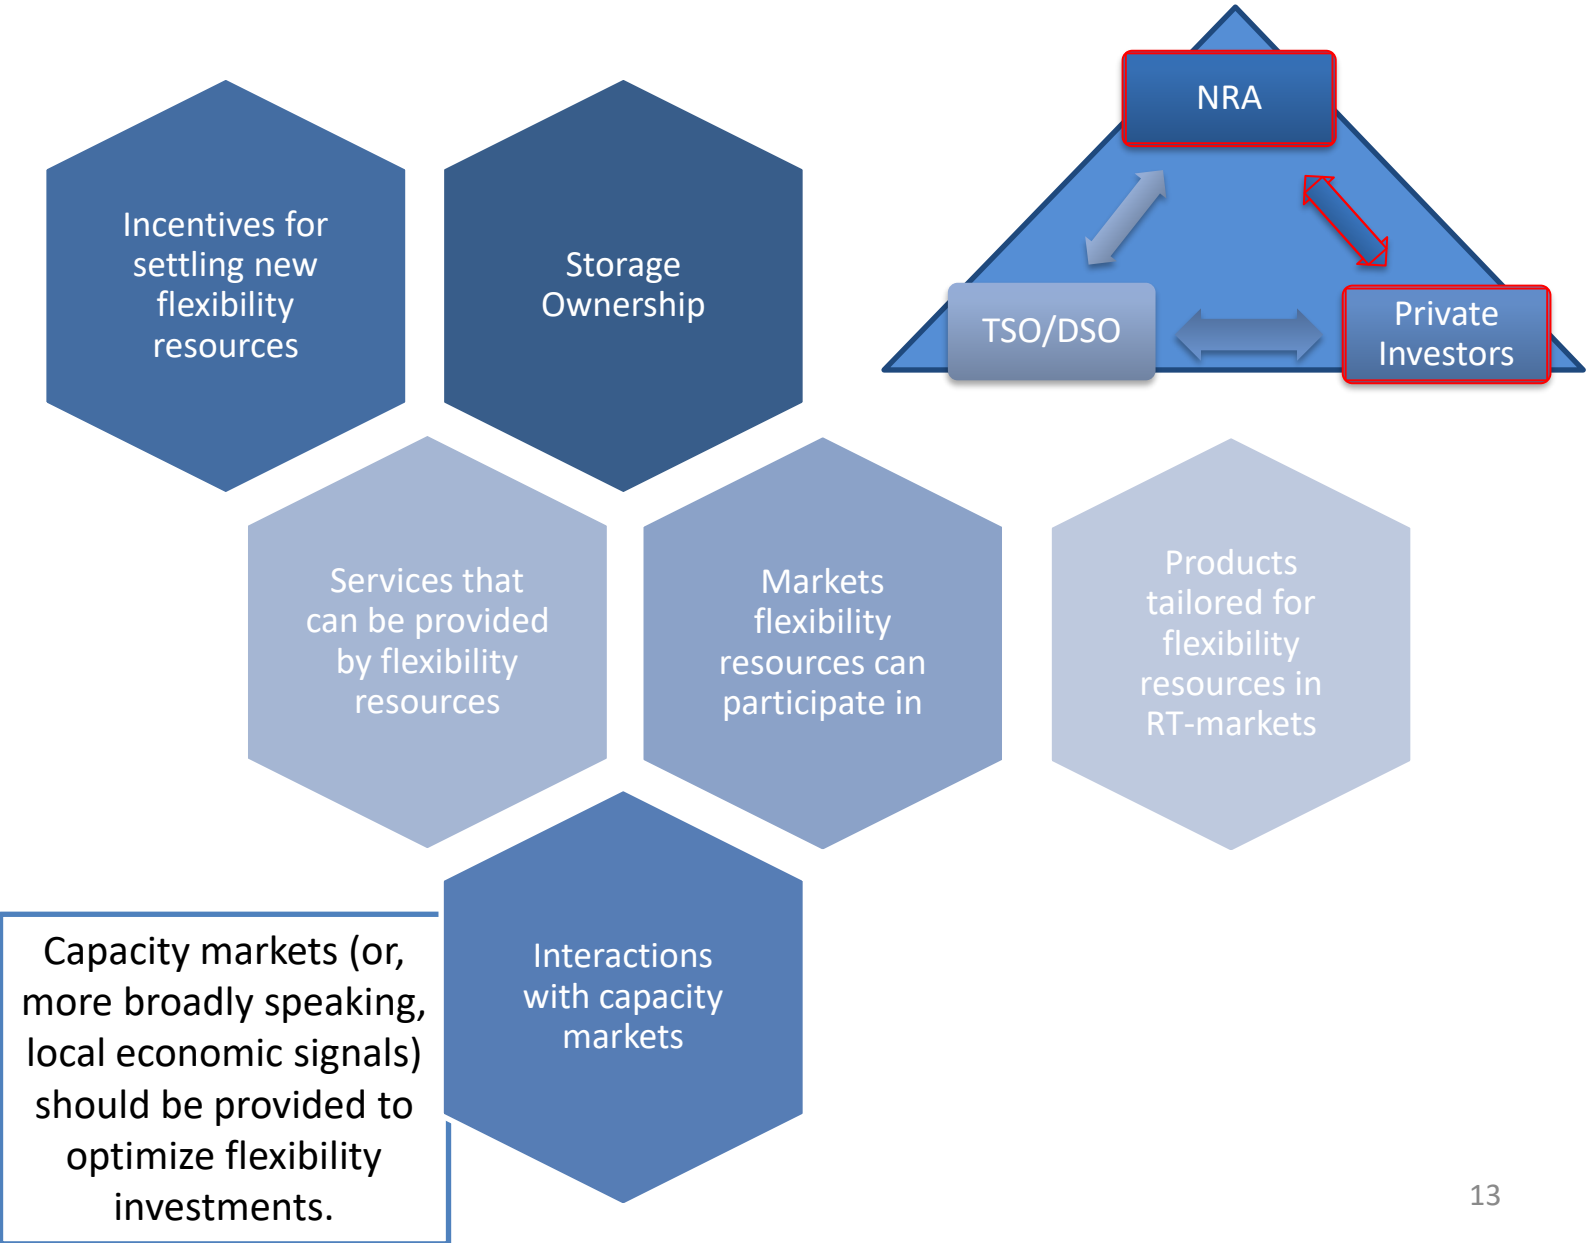 Incentives for
settling new
flexibility
resources
Storage
Ownership
NRA
TSO/DSO
Private
Investors
Services that
can be provided
by flexibility
resources
Markets
flexibility
resources can
participate in
Products
tailored for
flexibility
resources in
RT-markets
Capacity markets (or,
more broadly speaking,
local economic signals)
should be provided to
optimize flexibility
investments.
Interactions
with capacity
markets
13